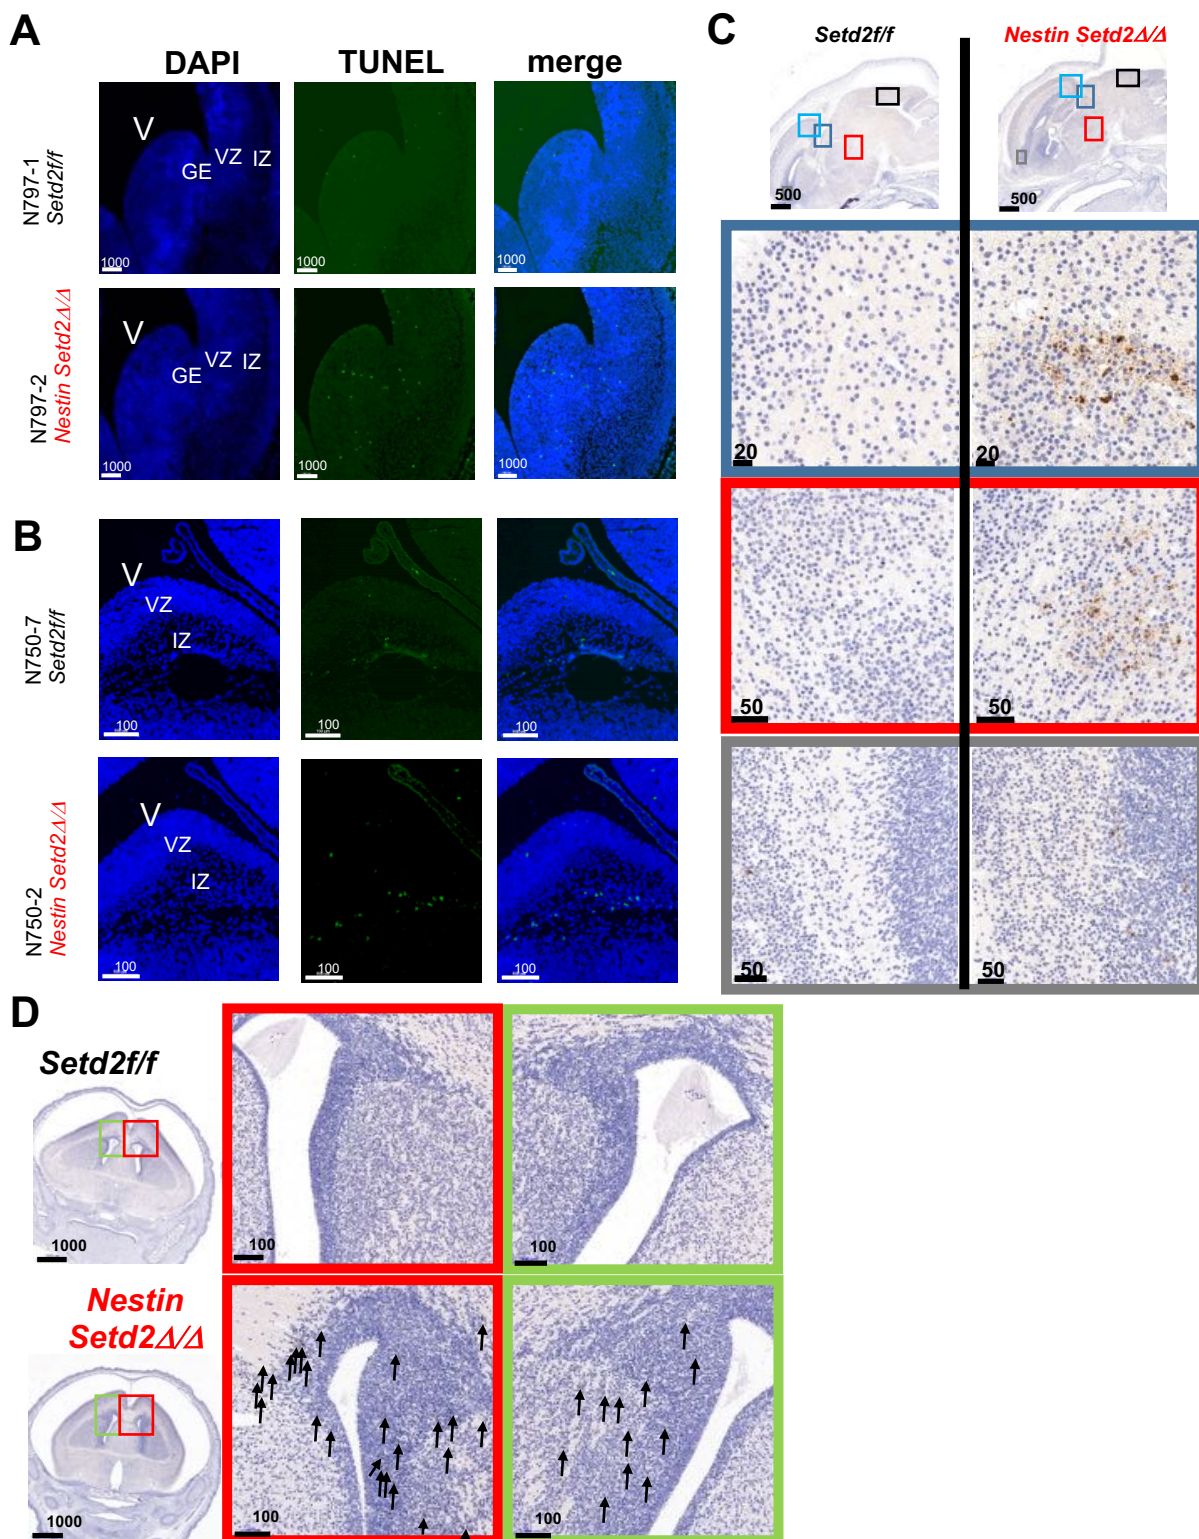 A
DAPI
TUNEL
merge
N797-1
Setd2f/f
V
GE
VZ
IZ
1000
1000
1000
N797-2
Nestin Setd2Δ/Δ
V
GE
VZ
IZ
1000
1000
1000
B
N750-7
Setd2f/f
V
VZ
IZ
100
100
100
N750-2
Nestin Setd2Δ/Δ
V
VZ
IZ
100
100
100
C
Setd2f/f
Nestin Setd2Δ/Δ
500
500
20
20
50
50
50
50
D
Setd2f/f
1000
100
100
Nestin
Setd2Δ/Δ
1000
100
100